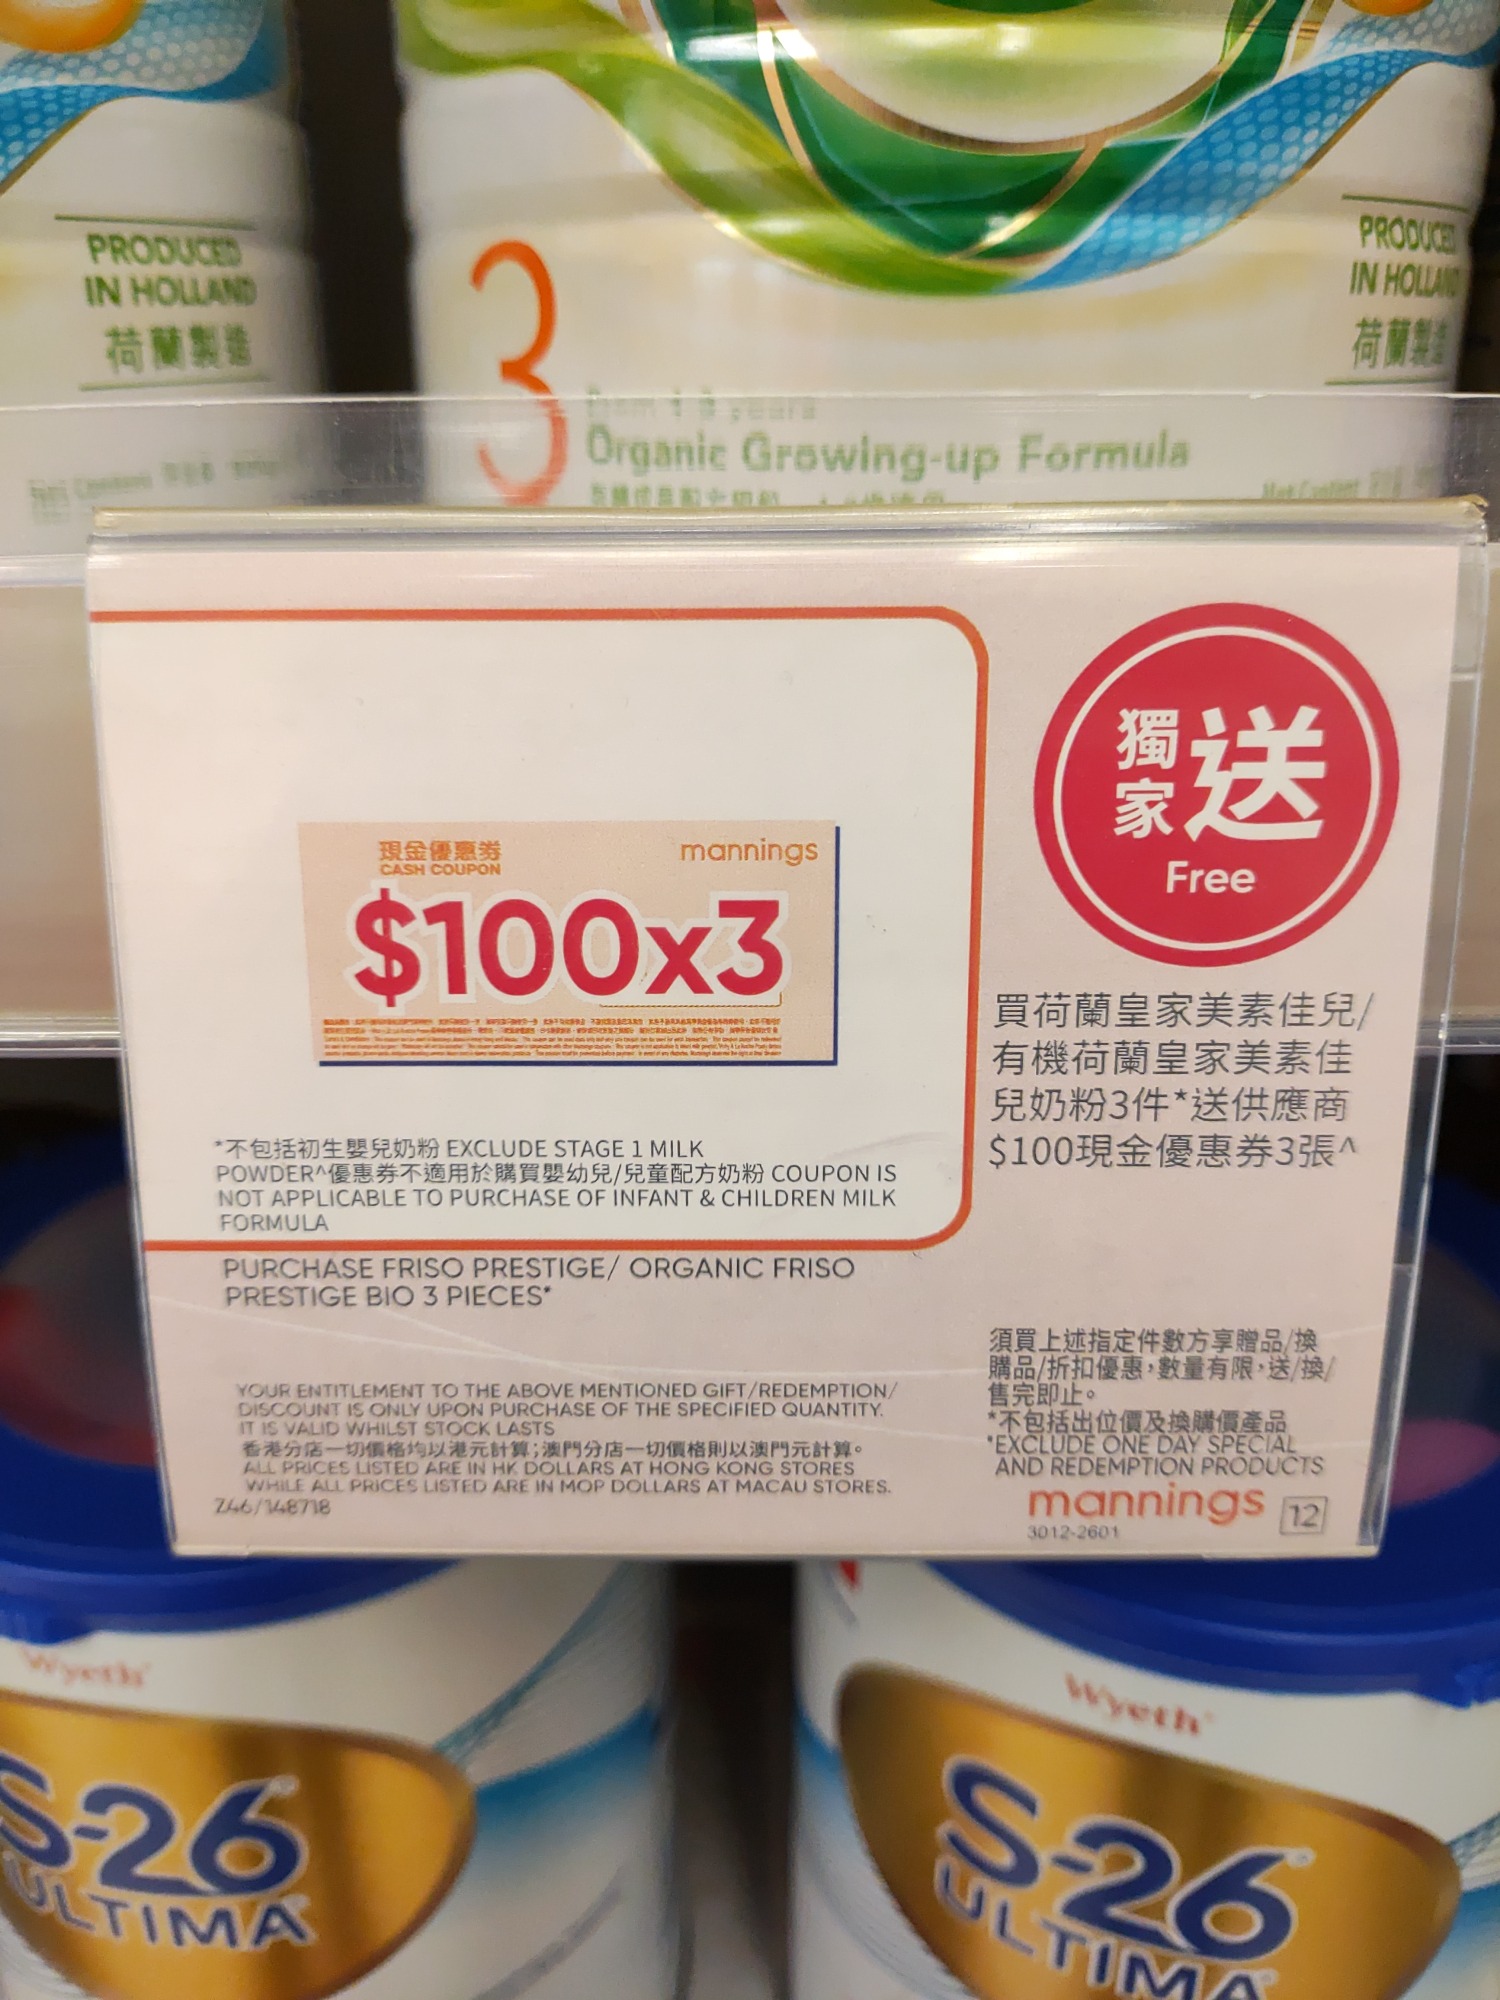 PRODUCED
IN HOLLAND
荷蘭製造
3
PRODUCED
IN HOLLAND
荷蘭製造
Organic Growing-up Formula
獨家送
Free
現金優惠券
CASH COUPON
mannings
$100x3
買荷蘭皇家美素佳兒/
有機荷蘭皇家美素佳
兒奶粉3件*送供應商
$100現金優惠券3張^
*不包括初生嬰兒奶粉 EXCLUDE STAGE 1 MILK
POWDER^優惠券不適用於購買嬰幼兒/兒童配方奶粉 COUPON IS
NOT APPLICABLE TO PURCHASE OF INFANT & CHILDREN MILK
FORMULA
PURCHASE FRISO PRESTIGE/ ORGANIC FRISO
PRESTIGE BIO 3 PIECES*
YOUR ENTITLEMENT TO THE ABOVE MENTIONED GIFT/REDEMPTION/
DISCOUNT IS ONLY UPON PURCHASE OF THE SPECIFIED QUANTITY.
IT IS VALID WHILST STOCK LASTS
香港分店一切價格均以港元計算；澳門分店一切價格則以澳門元計算。
ALL PRICES LISTED ARE IN HK DOLLARS AT HONG KONG STORES
WHILE ALL PRICES LISTED ARE IN MOP DOLLARS AT MACAU STORES.
Z46/148718
須買上述指定件數方享贈品/換
購品/折扣優惠，數量有限，送/換/
售完即止。
*不包括出位價及換購價產品
*EXCLUDE ONE DAY SPECIAL
AND REDEMPTION PRODUCTS
mannings 12
3012-2601
Wyeth
S-26
ULTIMA
Wyeth
S-26
ULTIMA